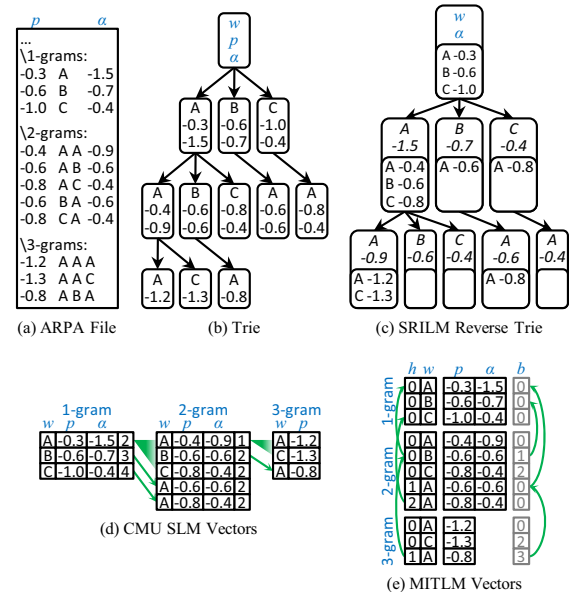 p α
...
\1-grams:
-0.3 A -1.5
-0.6 B -0.7
-1.0 C -0.4
\2-grams:
-0.4 A A -0.9
-0.6 A B -0.6
-0.8 A C -0.4
-0.6 B A -0.6
-0.8 C A -0.4
\3-grams:
-1.2 A A A
-1.3 A A C
-0.8 A B A
(a) ARPA File
w
p
α
A B C
-0.3 -0.6 -1.0
-1.5 -0.7 -0.4
A B C A A
-0.4 -0.6 -0.8 -0.6 -0.8
-0.9 -0.6 -0.4 -0.6 -0.4
A C A
-1.2 -1.3 -0.8
(b) Trie
w
α
A -0.3
B -0.6
C -1.0
A B C
-1.5 -0.7 -0.4
A -0.4 A -0.6 A -0.8
B -0.6
C -0.8
A B C A A
-0.9 -0.6 -0.4 -0.6 -0.4
A -1.2 A -0.8
C -1.3
(c) SRILM Reverse Trie
1-gram 2-gram 3-gram
w p α w p α w p
A -0.3 -1.5 2 A -0.4 -0.9 1 A -1.2
B -0.6 -0.7 3 B -0.6 -0.6 2 C -1.3
C -1.0 -0.4 4 C -0.8 -0.4 2 A -0.8
A -0.6 -0.6 2
A -0.8 -0.4 2
(d) CMU SLM Vectors
h w p α b
1-gram
0 A -0.3 -1.5 0
0 B -0.6 -0.7 0
0 C -1.0 -0.4 0
2-gram
0 A -0.4 -0.9 0
0 B -0.6 -0.6 1
0 C -0.8 -0.4 2
1 A -0.6 -0.6 0
2 A -0.8 -0.4 0
3-gram
0 A -1.2 0
0 C -1.3 2
1 A -0.8 3
(e) MITLM Vectors